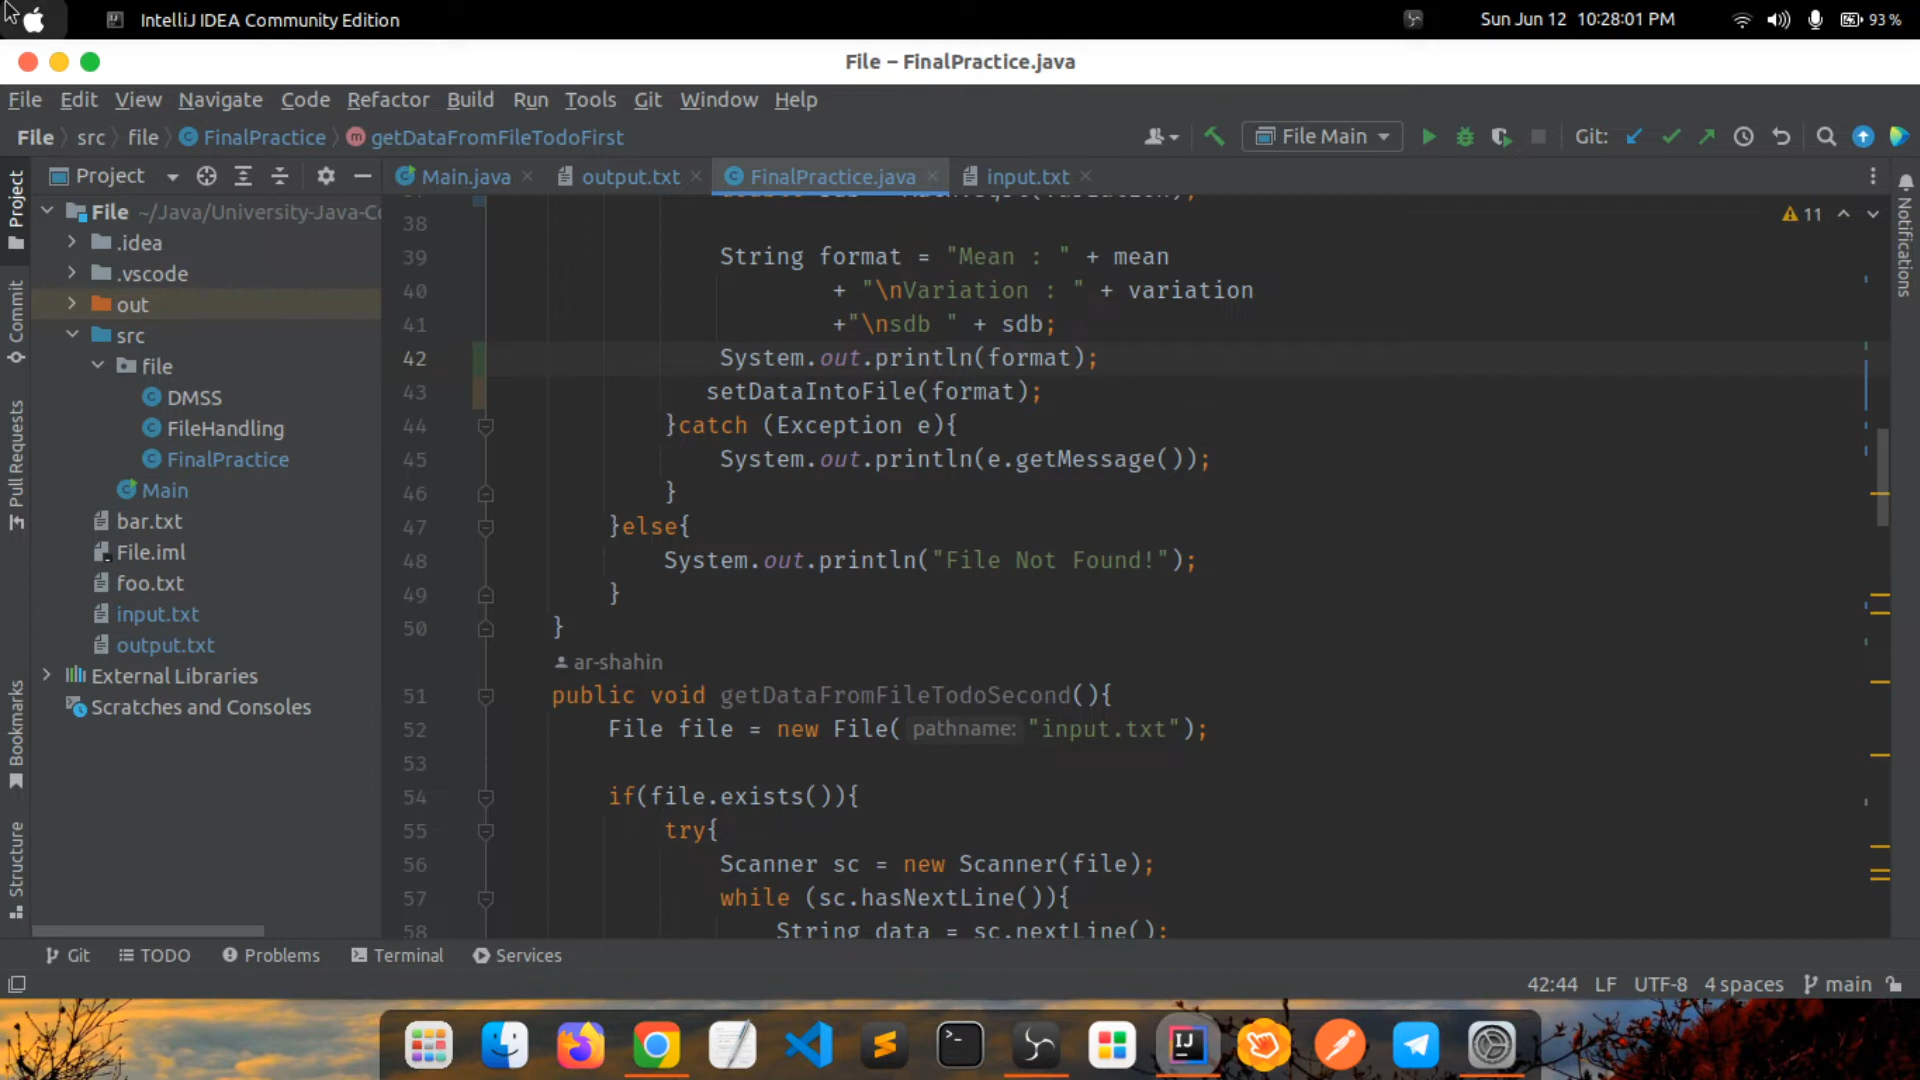 IntelliJ IDEA Community Edition
Sun Jun 12 10:28:01 PM
93 %
File – FinalPractice.java
File Edit View Navigate Code Refactor Build Run Tools Git Window Help
File src file FinalPractice getDataFromFileTodoFirst
File Main
Git:
Project
Main.java
output.txt
FinalPractice.java
input.txt
Project
Commit
Pull Requests
Bookmarks
Structure
Notifications
File ~/Java/University-Java-Co
.idea
.vscode
out
src
file
DMSS
FileHandling
FinalPractice
Main
bar.txt
File.iml
foo.txt
input.txt
output.txt
External Libraries
Scratches and Consoles
11
38
39 String format = "Mean : " + mean
40 + "\nVariation : " + variation
41 +"\nsdb " + sdb;
42 System.out.println(format);
43 setDataIntoFile(format);
44 }catch (Exception e){
45 System.out.println(e.getMessage());
46 }
47 }else{
48 System.out.println("File Not Found!");
49 }
50 }
ar-shahin
51 public void getDataFromFileTodoSecond(){
52 File file = new File( pathname: "input.txt");
53
54 if(file.exists()){
55 try{
56 Scanner sc = new Scanner(file);
57 while (sc.hasNextLine()){
58 String data = sc.nextLine();
Git TODO Problems Terminal Services
42:44 LF UTF-8 4 spaces main
IJ